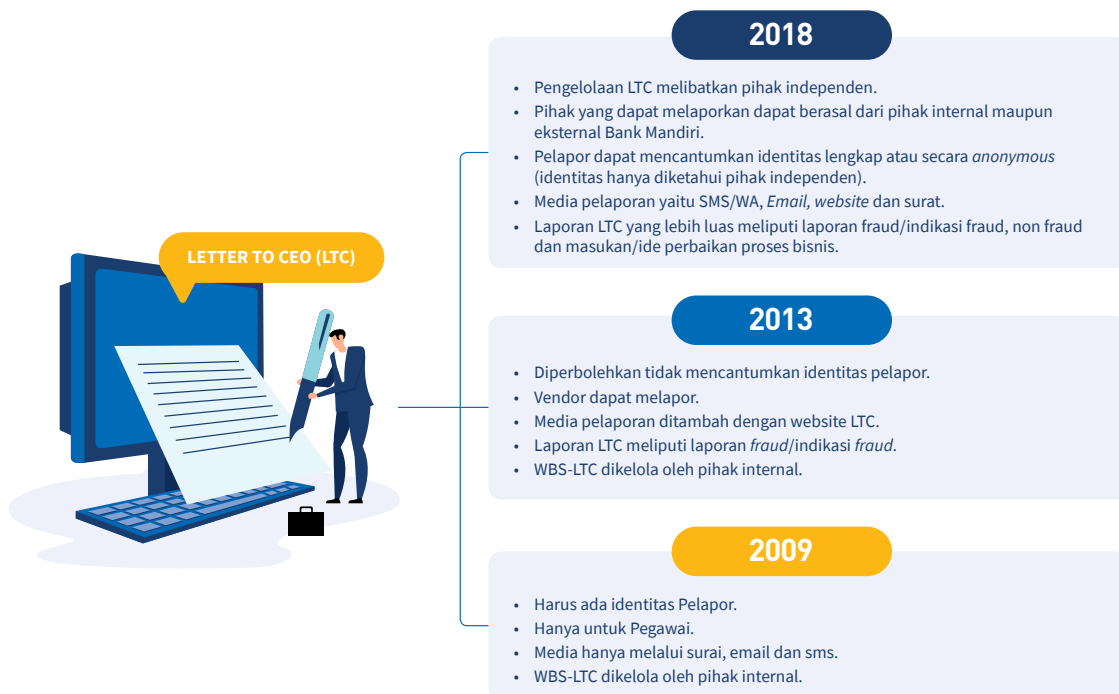 LETTER TO CEO (LTC)
2018
• Pengelolaan LTC melibatkan pihak independen.
• Pihak yang dapat melaporkan dapat berasal dari pihak internal maupun
eksternal Bank Mandiri.
• Pelapor dapat mencantumkan identitas lengkap atau secara anonymous
(identitas hanya diketahui pihak independen).
• Media pelaporan yaitu SMS/WA, Email, website dan surat.
• Laporan LTC yang lebih luas meliputi laporan fraud/indikasi fraud, non fraud
dan masukan/ide perbaikan proses bisnis.
2013
• Diperbolehkan tidak mencantumkan identitas pelapor.
• Vendor dapat melapor.
• Media pelaporan ditambah dengan website LTC.
• Laporan LTC meliputi laporan fraud/indikasi fraud.
• WBS-LTC dikelola oleh pihak internal.
2009
• Harus ada identitas Pelapor.
• Hanya untuk Pegawai.
• Media hanya melalui surai, email dan sms.
• WBS-LTC dikelola oleh pihak internal.